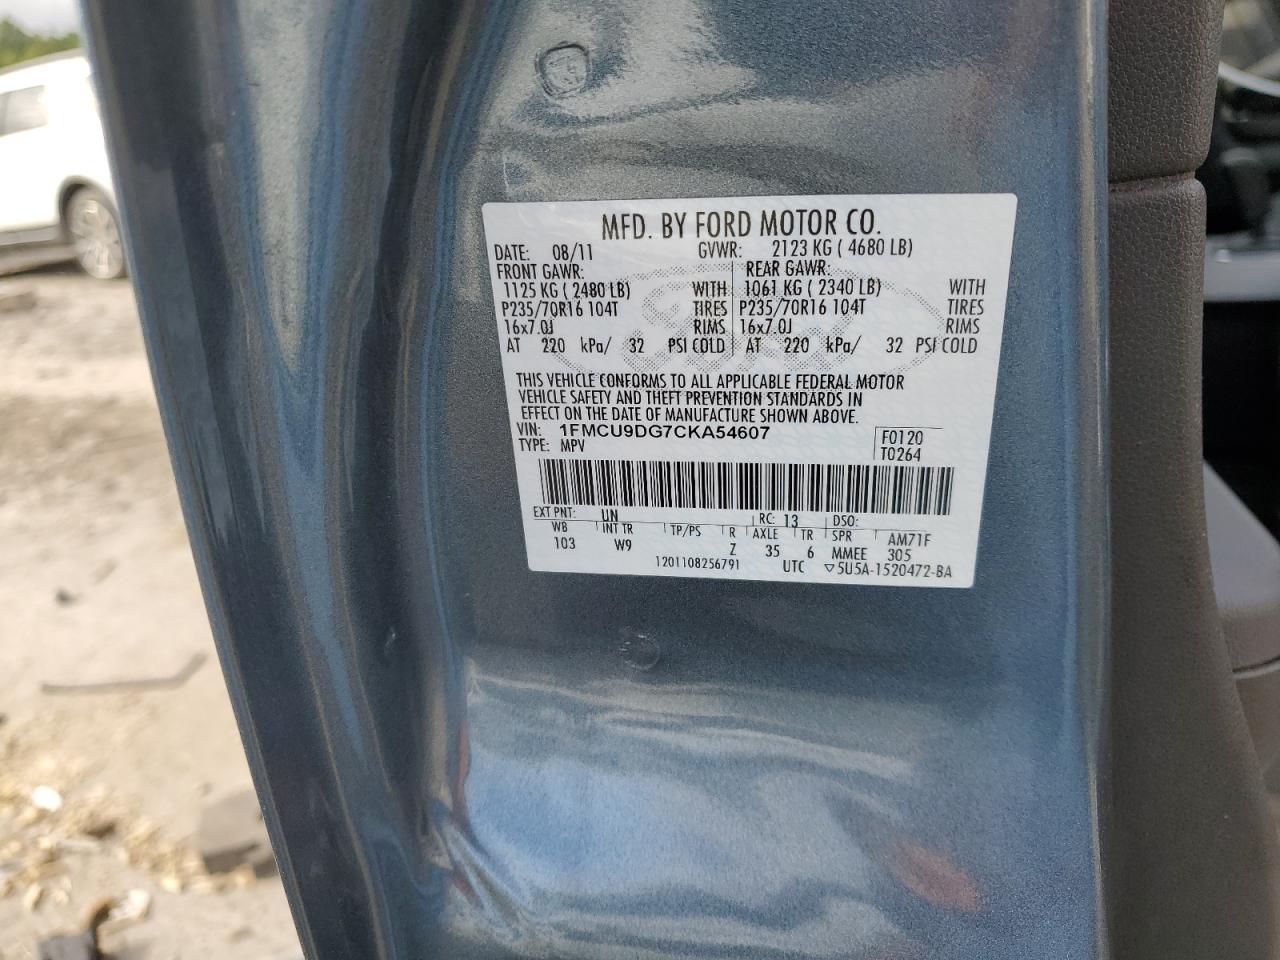 MFD. BY FORD MOTOR CO.
DATE: 08/11 GVWR: 2123 KG ( 4680 LB)
FRONT GAWR: REAR GAWR:
1125 KG ( 2480 LB) WITH 1061 KG ( 2340 LB) WITH
P235/70R16 104T TIRES P235/70R16 104T TIRES
16x7.0J RIMS 16x7.0J RIMS
AT 220 kPa/ 32 PSI COLD AT 220 kPa/ 32 PSI COLD
THIS VEHICLE CONFORMS TO ALL APPLICABLE FEDERAL MOTOR
VEHICLE SAFETY AND THEFT PREVENTION STANDARDS IN
EFFECT ON THE DATE OF MANUFACTURE SHOWN ABOVE.
VIN: 1FMCU9DG7CKA54607 F0120
TYPE: MPV T0264
EXT PNT: UN RC: 13 DSO:
WB INT TR TP/PS R AXLE TR SPR AM71F
103 W9 Z 35 6 MMEE 305
1201108256791 UTC ▽5U5A-1520472-BA